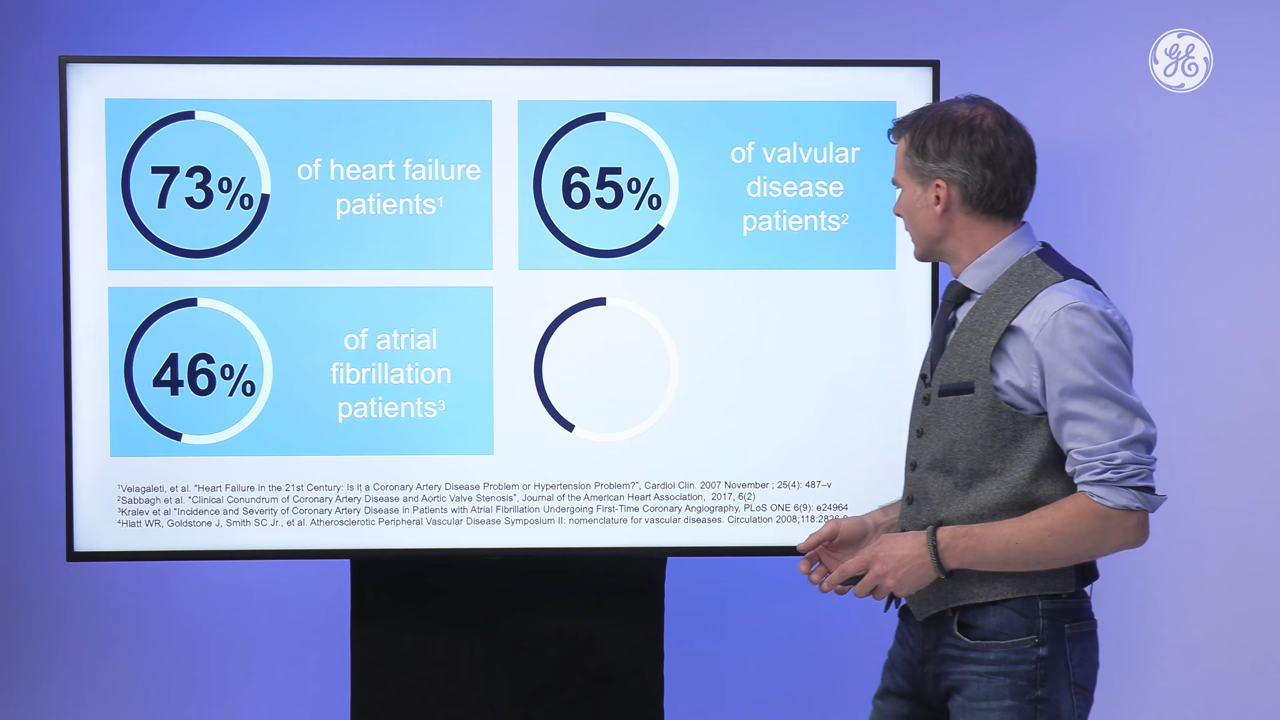 GE
73%
of heart failure
patients¹
65%
of valvular
disease
patients²
46%
of atrial
fibrillation
patients³
¹Velagaleti, et al. "Heart Failure in the 21st Century: Is it a Coronary Artery Disease Problem or Hypertension Problem?", Cardiol Clin. 2007 November ; 25(4): 487–v
²Sabbagh et al. "Clinical Conundrum of Coronary Artery Disease and Aortic Valve Stenosis", Journal of the American Heart Association, 2017, 6(2)
³Kralev et al "Incidence and Severity of Coronary Artery Disease in Patients with Atrial Fibrillation Undergoing First-Time Coronary Angiography, PLoS ONE 6(9): e24964
⁴Hiatt WR, Goldstone J, Smith SC Jr., et al. Atherosclerotic Peripheral Vascular Disease Symposium II: nomenclature for vascular diseases. Circulation 2008;118: